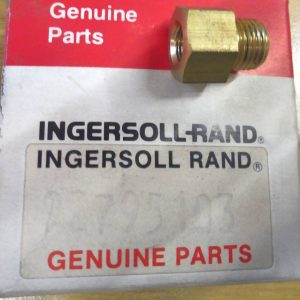 Genuine
Parts
INGERSOLL-RAND®
INGERSOLL RAND®
GENUINE PARTS